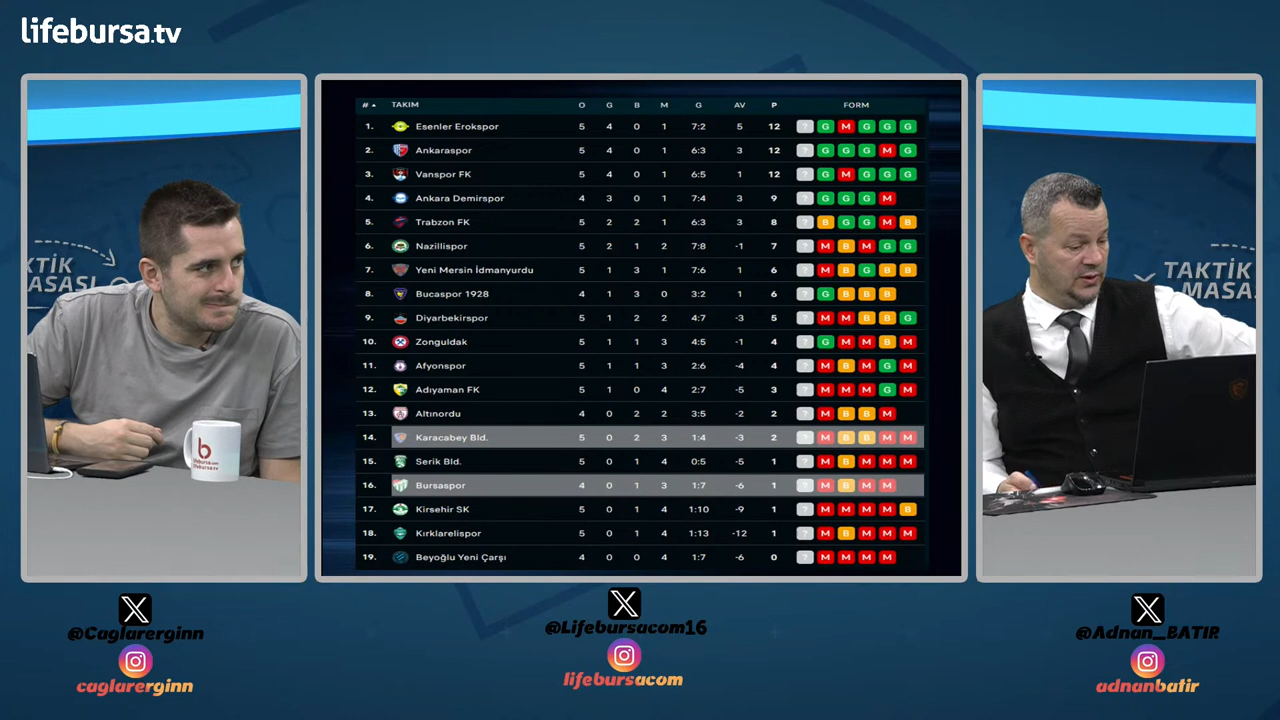 lifebursa.tv
# TAKIM O G B M G AV P FORM
1. Esenler Erokspor 5 4 0 1 7:2 5 12 ? G M G G G
2. Ankaraspor 5 4 0 1 6:3 3 12 ? G G G M G
3. Vanspor FK 5 4 0 1 6:5 1 12 ? G M G G G
4. Ankara Demirspor 4 3 0 1 7:4 3 9 ? G G G M
5. Trabzon FK 5 2 2 1 6:3 3 8 ? B G G M B
6. Nazillispor 5 2 1 2 7:8 -1 7 ? M B M G G
7. Yeni Mersin İdmanyurdu 5 1 3 1 7:6 1 6 ? M B G B B
8. Bucaspor 1928 4 1 3 0 3:2 1 6 ? G B B B
9. Diyarbekirspor 5 1 2 2 4:7 -3 5 ? M M B B G
10. Zonguldak 5 1 1 3 4:5 -1 4 ? G M M B M
11. Afyonspor 5 1 1 3 2:6 -4 4 ? M B M G M
12. Adıyaman FK 5 1 0 4 2:7 -5 3 ? M M M G M
13. Altınordu 4 0 2 2 3:5 -2 2 ? M B B M
14. Karacabey Bld. 5 0 2 3 1:4 -3 2 ? M B B M M
15. Serik Bld. 5 0 1 4 0:5 -5 1 ? M B M M M
16. Bursaspor 4 0 1 3 1:7 -6 1 ? M B M M
17. Kirsehir SK 5 0 1 4 1:10 -9 1 ? M M M M B
18. Kırklarelispor 5 0 1 4 1:13 -12 1 ? M B M M M
19. Beyoğlu Yeni Çarşı 4 0 0 4 1:7 -6 0 ? M M M M
KTİK
ASASI
TAKTİK
MASAS
b
lifebursa.com
lifebursa.tv
@Caglarerginn
caglarerginn
@Lifebursacom16
lifebursacom
@Adnan_BATIR
adnanbatir